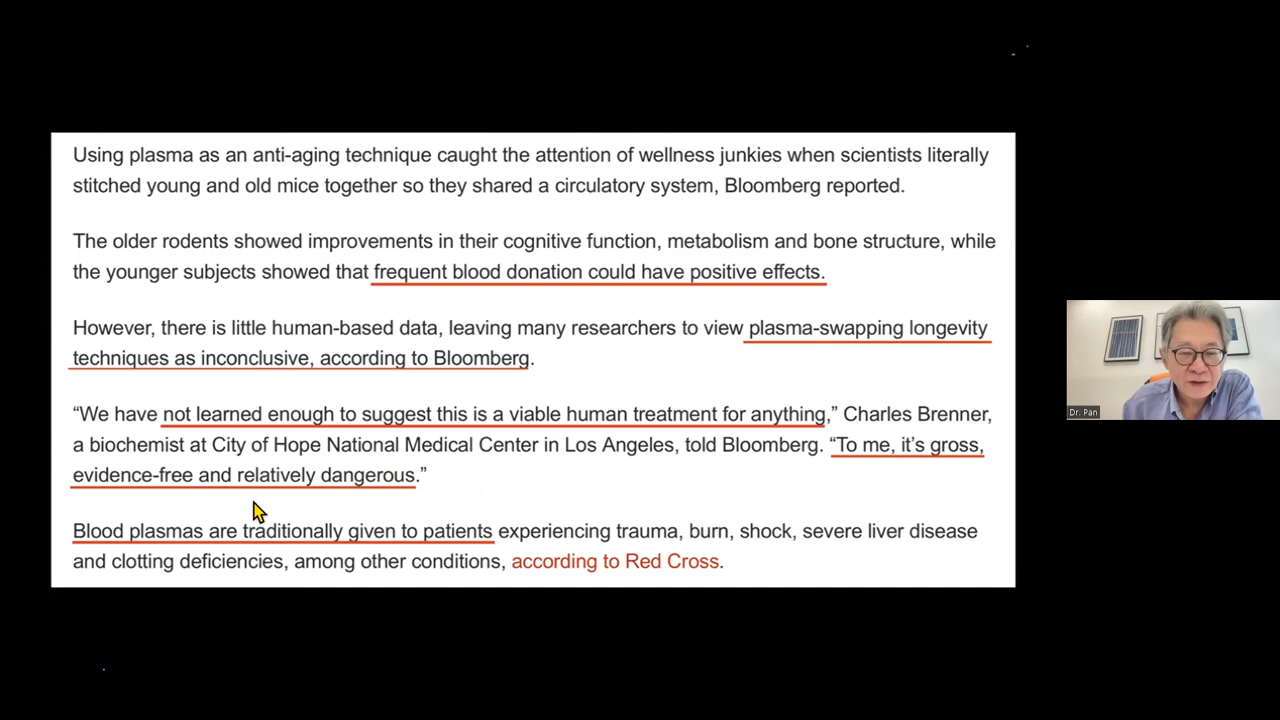 Using plasma as an anti-aging technique caught the attention of wellness junkies when scientists literally
stitched young and old mice together so they shared a circulatory system, Bloomberg reported.
The older rodents showed improvements in their cognitive function, metabolism and bone structure, while
the younger subjects showed that frequent blood donation could have positive effects.
However, there is little human-based data, leaving many researchers to view plasma-swapping longevity
techniques as inconclusive, according to Bloomberg.
“We have not learned enough to suggest this is a viable human treatment for anything,” Charles Brenner,
a biochemist at City of Hope National Medical Center in Los Angeles, told Bloomberg. “To me, it’s gross,
evidence-free and relatively dangerous.”
Blood plasmas are traditionally given to patients experiencing trauma, burn, shock, severe liver disease
and clotting deficiencies, among other conditions, according to Red Cross.
Dr. Pan